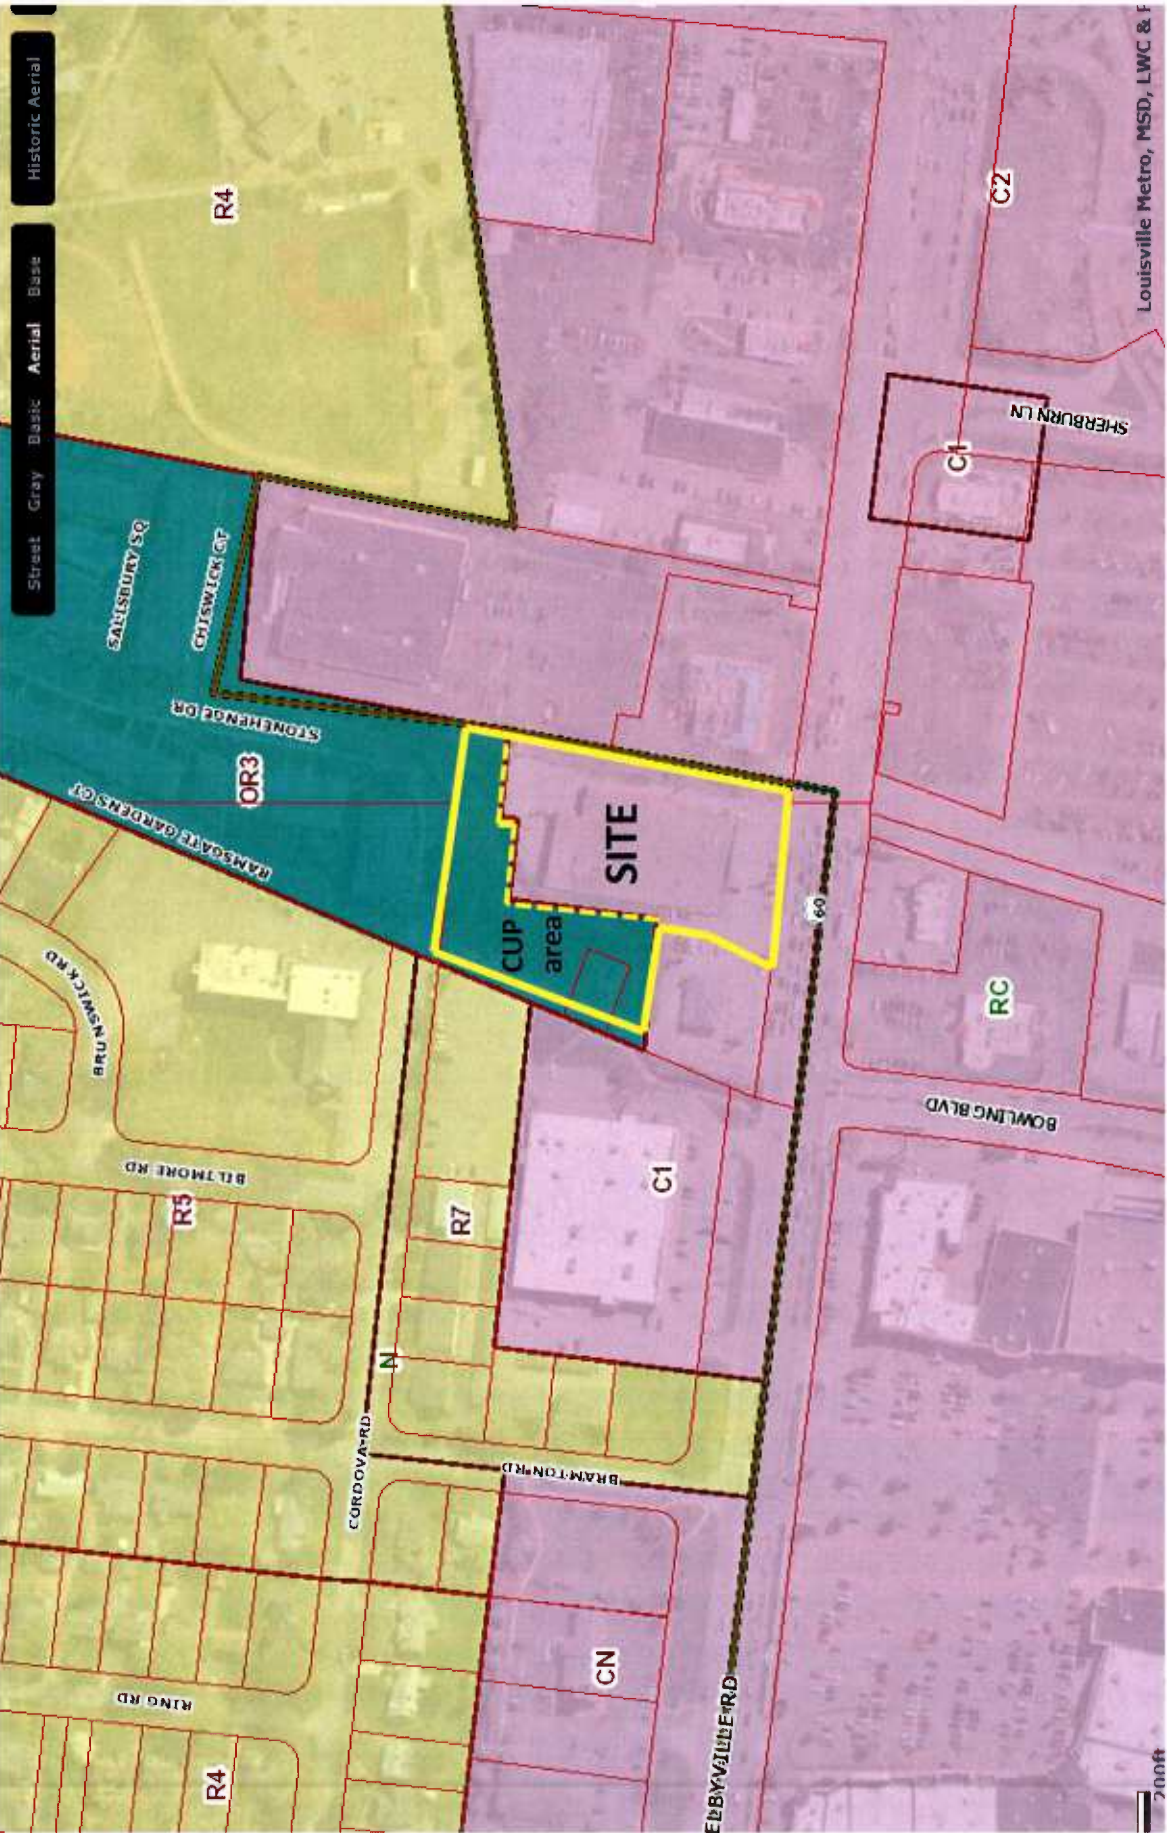 Historic Aerial
Street Gray Basic Aerial Base
R4
SALISBURY SQ
CHISWICK CT
STONEHENGE DR
OR3
RAMSGATE GARDENS CT
BRUNSWICK RD
BILTMORE RD
R5
R7
N
CORDOVA RD
BRAMTON RD
RING RD
R4
SITE
CUP
area
60
C1
CN
ELBYVILLE RD
BOWLING BLVD
RC
C1
SHERBURN LN
C2
Louisville Metro, MSD, LWC &
200ft